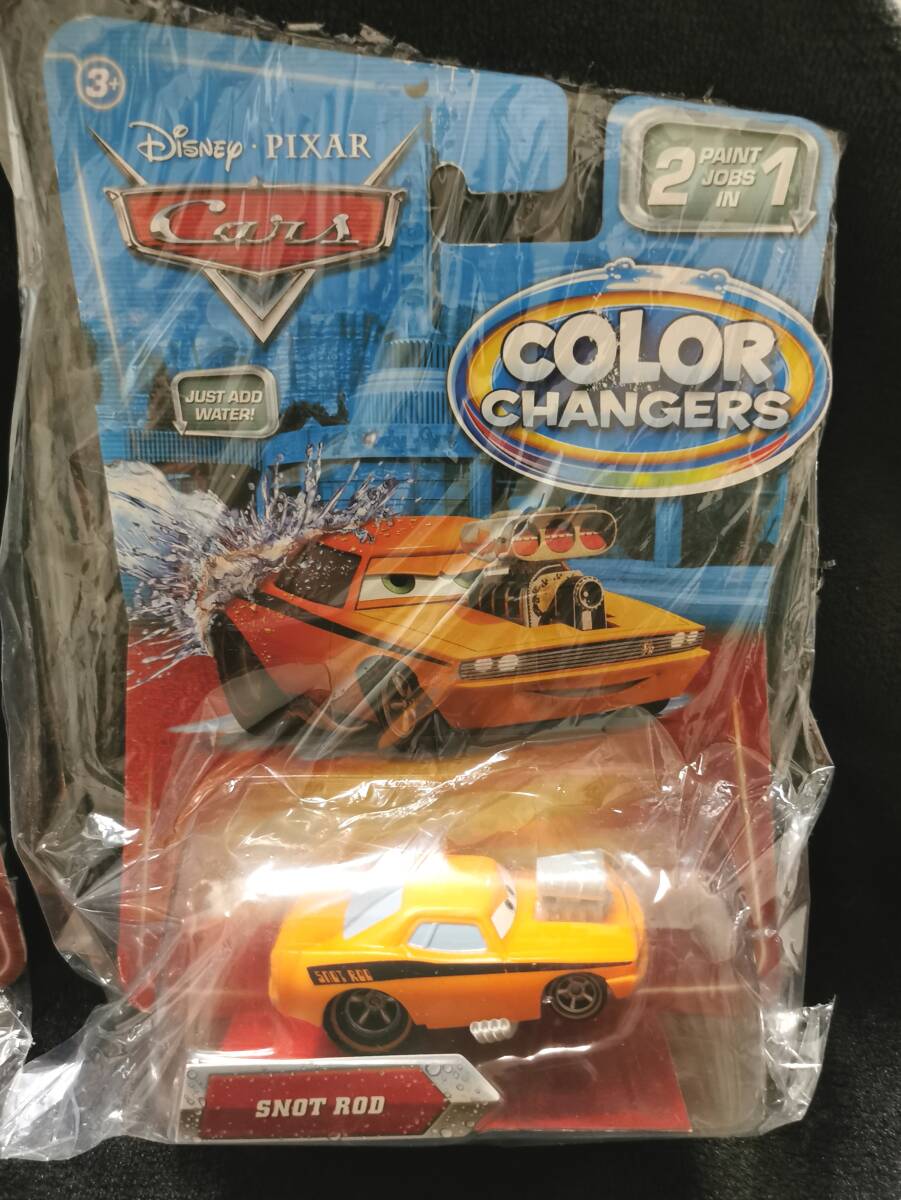 3+
DISNEY · PIXAR
Cars
2 PAINT JOBS IN 1
COLOR
CHANGERS
JUST ADD
WATER!
SNOT ROD
SNOT ROD